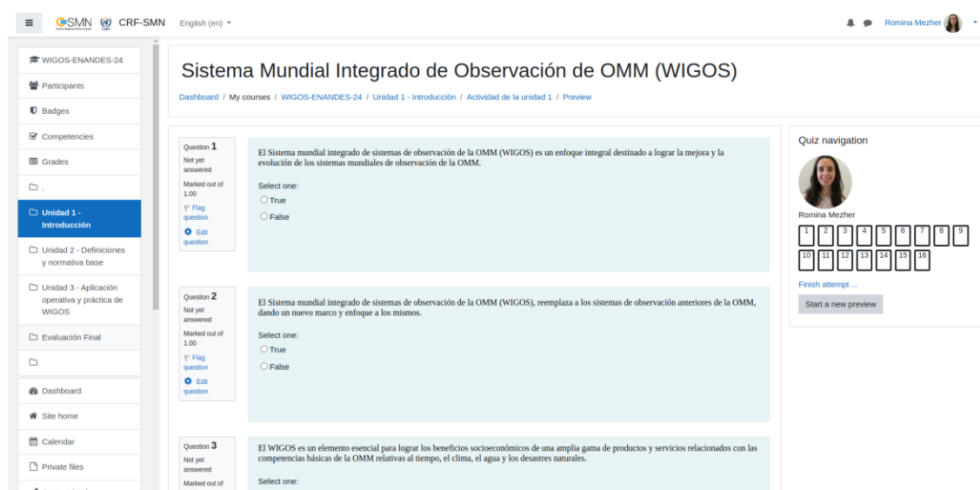 CSMN CRF-SMN English (en)
Romina Mezher
WIGOS-ENANDES-24
Participants
Badges
Competencies
Grades
.
Unidad 1 -
Introducción
Unidad 2 - Definiciones
y normativa base
Unidad 3 - Aplicación
operativa y práctica de
WIGOS
Evaluación Final
Dashboard
Site home
Calendar
Private files
Sistema Mundial Integrado de Observación de OMM (WIGOS)
Dashboard / My courses / WIGOS-ENANDES-24 / Unidad 1 - Introducción / Actividad de la unidad 1 / Preview
Question 1
Not yet
answered
Marked out of
1.00
Flag
question
Edit
question
El Sistema mundial integrado de sistemas de observación de la OMM (WIGOS) es un enfoque integral destinado a lograr la mejora y la
evolución de los sistemas mundiales de observación de la OMM.
Select one:
True
False
Question 2
Not yet
answered
Marked out of
1.00
Flag
question
Edit
question
El Sistema mundial integrado de sistemas de observación de la OMM (WIGOS), reemplaza a los sistemas de observación anteriores de la OMM,
dando un nuevo marco y enfoque a los mismos.
Select one:
True
False
Question 3
Not yet
answered
Marked out of
El WIGOS es un elemento esencial para lograr los beneficios socioeconómicos de una amplia gama de productos y servicios relacionados con las
competencias básicas de la OMM relativas al tiempo, el clima, el agua y los desastres naturales.
Select one:
Quiz navigation
Romina Mezher
1 2 3 4 5 6 7 8 9
10 11 12 13 14 15 16
Finish attempt ...
Start a new preview